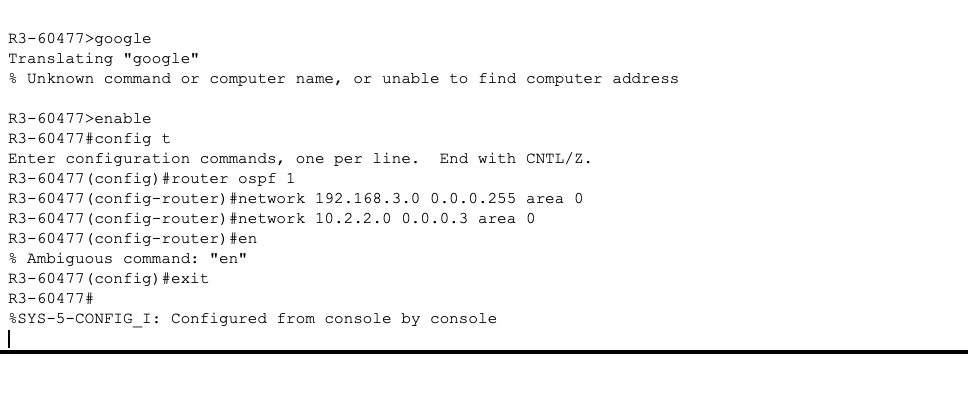 R3-60477>google
Translating "google"
% Unknown command or computer name, or unable to find computer address
R3-60477>enable
R3-60477#config t
Enter configuration commands, one per line.  End with CNTL/Z.
R3-60477(config)#router ospf 1
R3-60477(config-router)#network 192.168.3.0 0.0.0.255 area 0
R3-60477(config-router)#network 10.2.2.0 0.0.0.3 area 0
R3-60477(config-router)#en
% Ambiguous command: "en"
R3-60477(config)#exit
R3-60477#
%SYS-5-CONFIG_I: Configured from console by console